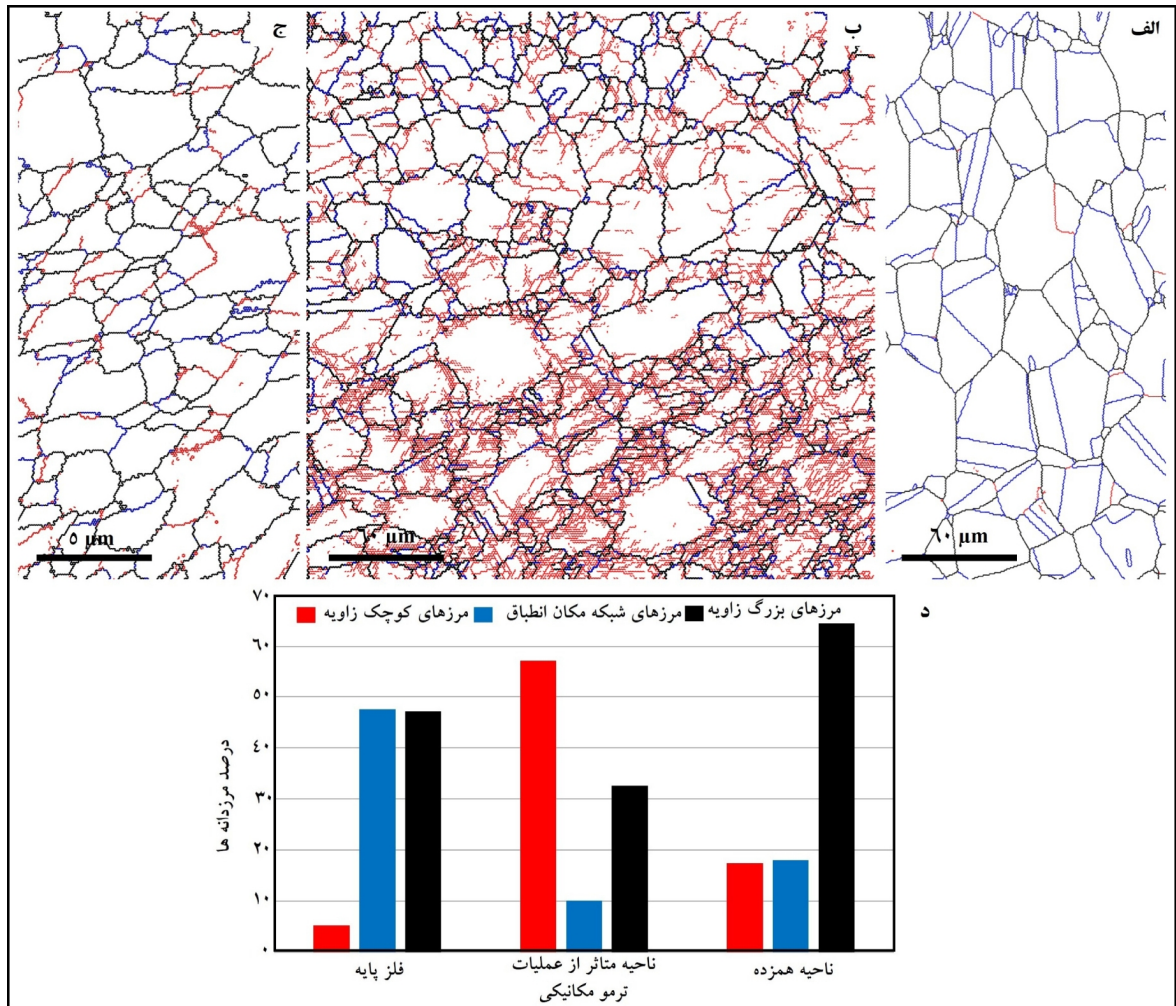 الف
ب
ج
۶۰ µm
۱۰ µm
۵ µm
د
مرزهای بزرگ زاویه
مرزهای شبکه مکان انطباق
مرزهای کوچک زاویه
۷۰
۶۰
۵۰
۴۰
۳۰
۲۰
۱۰
۰
درصد مرزدانه ها
ناحیه همزده
ناحیه متاثر از عملیات
ترمو مکانیکی
فلز پایه